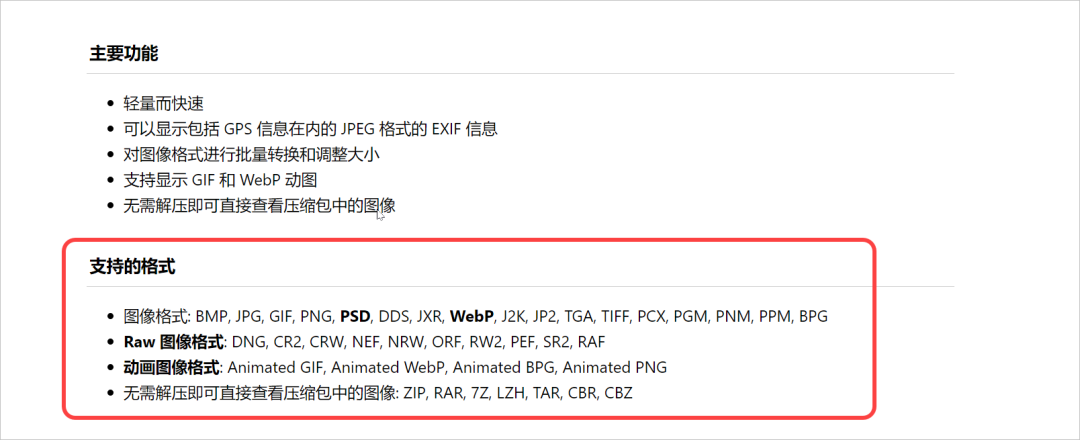 主要功能
轻量而快速
可以显示包括 GPS 信息在内的 JPEG 格式的 EXIF 信息
对图像格式进行批量转换和调整大小
支持显示 GIF 和 WebP 动图
无需解压即可直接查看压缩包中的图像
支持的格式
图像格式: BMP, JPG, GIF, PNG, PSD, DDS, JXR, WebP, J2K, JP2, TGA, TIFF, PCX, PGM, PNM, PPM, BPG
Raw 图像格式: DNG, CR2, CRW, NEF, NRW, ORF, RW2, PEF, SR2, RAF
动画图像格式: Animated GIF, Animated WebP, Animated BPG, Animated PNG
无需解压即可直接查看压缩包中的图像: ZIP, RAR, 7Z, LZH, TAR, CBR, CBZ